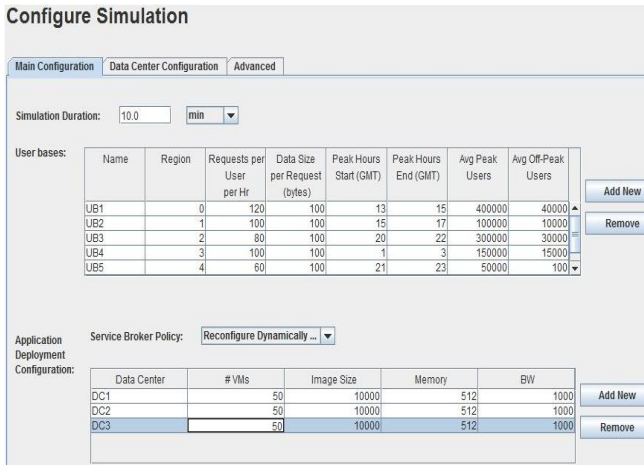 Configure Simulation
Main Configuration Data Center Configuration Advanced
Simulation Duration: 10.0 min
User bases:
Name Region Requests per User per Hr Data Size per Request (bytes) Peak Hours Start (GMT) Peak Hours End (GMT) Avg Peak Users Avg Off-Peak Users
UB1 0 120 100 13 15 400000 40000
UB2 1 100 100 15 17 100000 10000
UB3 2 80 100 20 22 300000 30000
UB4 3 100 100 1 3 150000 15000
UB5 4 60 100 21 23 50000 100
Add New
Remove
Application Deployment Configuration:
Service Broker Policy: Reconfigure Dynamically ...
Data Center # VMs Image Size Memory BW
DC1 50 10000 512 1000
DC2 50 10000 512 1000
DC3 50 10000 512 1000
Add New
Remove